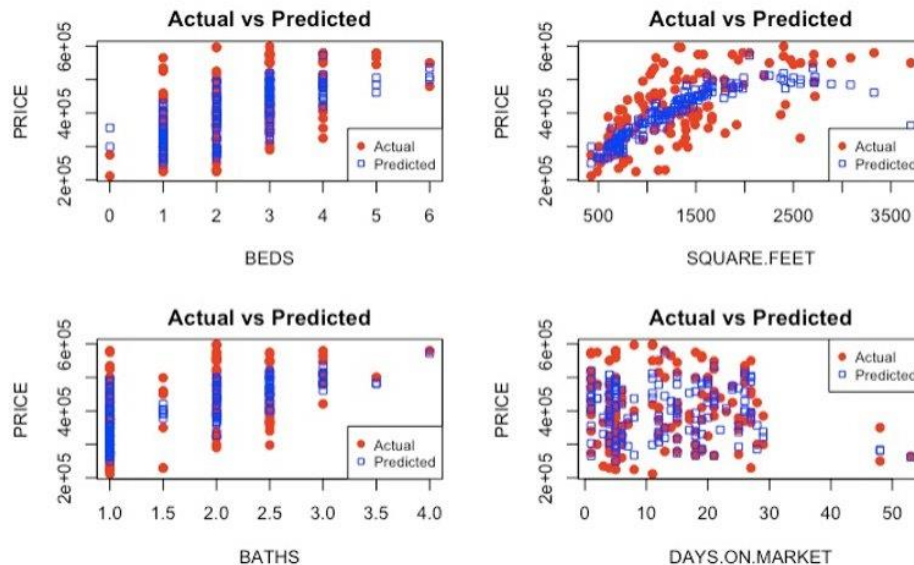 Actual vs Predicted
PRICE
2e+05 4e+05 6e+05
Actual
Predicted
0 1 2 3 4 5 6
BEDS
Actual vs Predicted
PRICE
2e+05 4e+05 6e+05
Actual
Predicted
500 1500 2500 3500
SQUARE.FEET
Actual vs Predicted
PRICE
2e+05 4e+05 6e+05
Actual
Predicted
1.0 1.5 2.0 2.5 3.0 3.5 4.0
BATHS
Actual vs Predicted
PRICE
2e+05 4e+05 6e+05
Actual
Predicted
0 10 20 30 40 50
DAYS.ON.MARKET